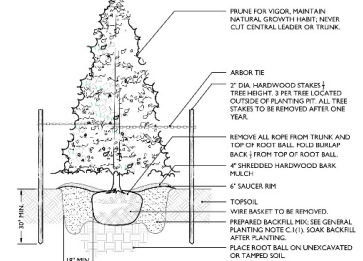 PRUNE FOR VIGOR, MAINTAIN
NATURAL GROWTH HABIT; NEVER
CUT CENTRAL LEADER OR TRUNK.
ARBOR TIE
2" DIA. HARDWOOD STAKES
TREE HEIGHT. 3 PER TREE LOCATED
OUTSIDE OF PLANTING PIT. ALL TREE
STAKES TO BE REMOVED AFTER ONE
YEAR.
REMOVE ALL ROPE FROM TRUNK AND
TOP OF ROOT BALL. FOLD BURLAP
BACK FROM TOP OF ROOT BALL.
4" SHREDDED HARDWOOD BARK
MULCH
6" SAUCER RIM
TOPSOIL
WIRE BASKET TO BE REMOVED.
PREPARED BACKFILL MIX; SEE GENERAL
PLANTING NOTE C.1(1). SOAK BACKFILL
AFTER PLANTING.
PLACE ROOT BALL ON UNEXCAVATED
OR TAMPED SOIL.
30" MIN.
18" MIN.